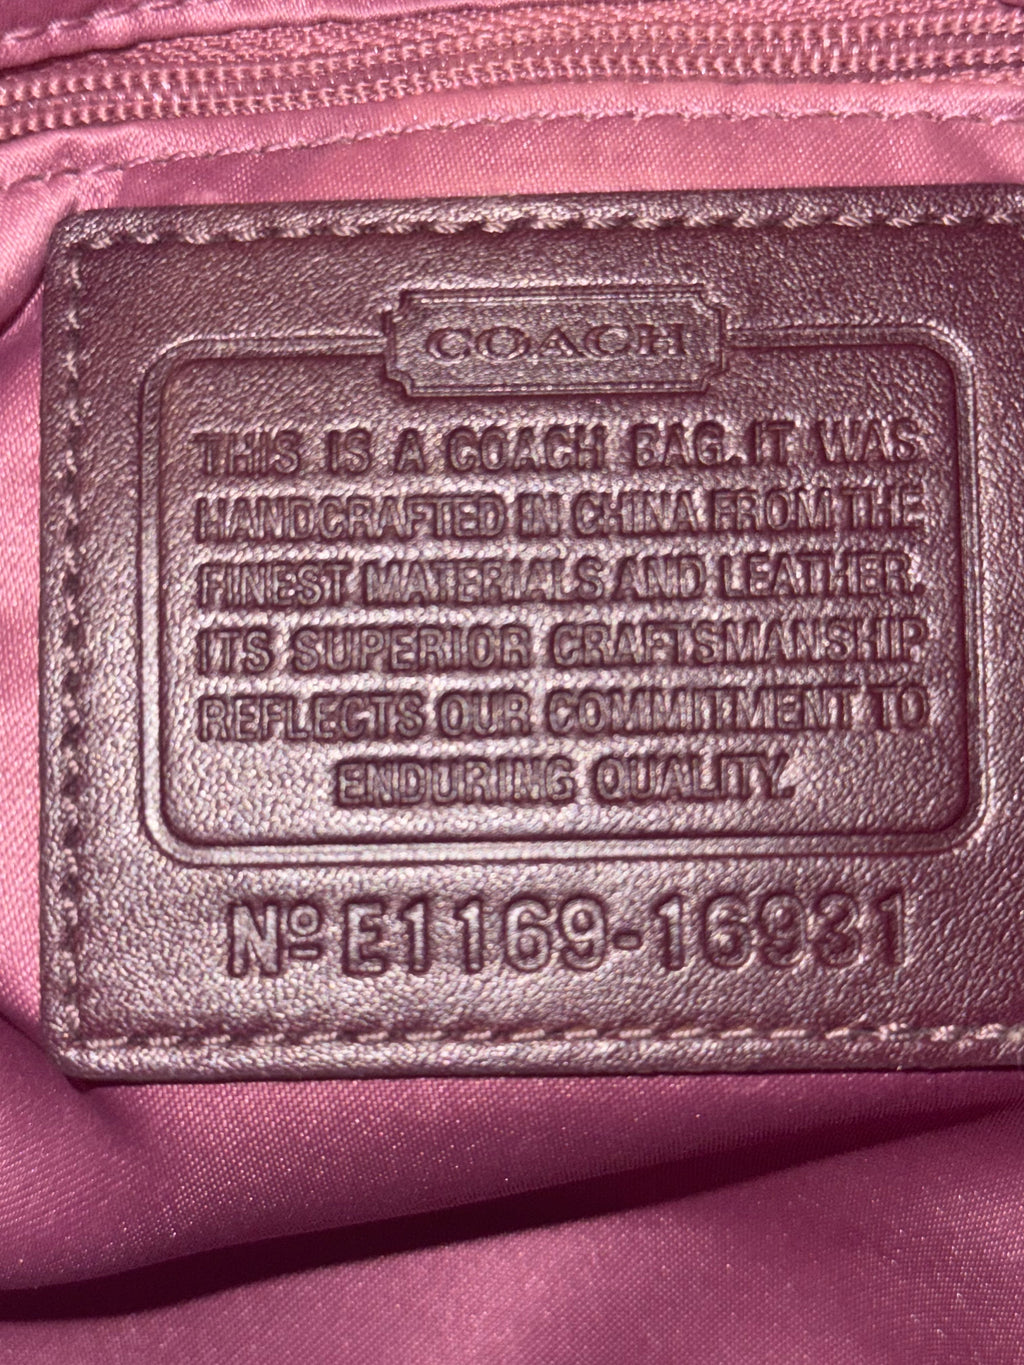 COACH
THIS IS A COACH BAG. IT WAS
HANDCRAFTED IN CHINA FROM THE
FINEST MATERIALS AND LEATHER.
ITS SUPERIOR CRAFTSMANSHIP
REFLECTS OUR COMMITMENT TO
ENDURING QUALITY.
Nº E1169-16931